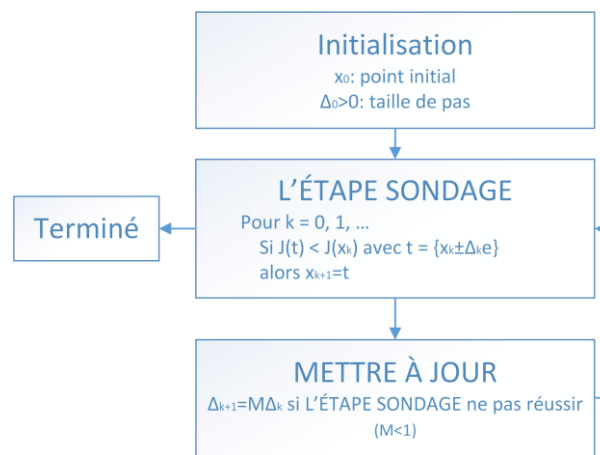 Initialisation
x₀: point initial
Δ₀>0: taille de pas
L’ÉTAPE SONDAGE
Pour k = 0, 1, …
Si J(t) < J(xₖ) avec t = {xₖ±Δₖe}
alors xₖ₊₁=t
Terminé
METTRE À JOUR
Δₖ₊₁=MΔₖ si L’ÉTAPE SONDAGE ne pas réussir
(M<1)